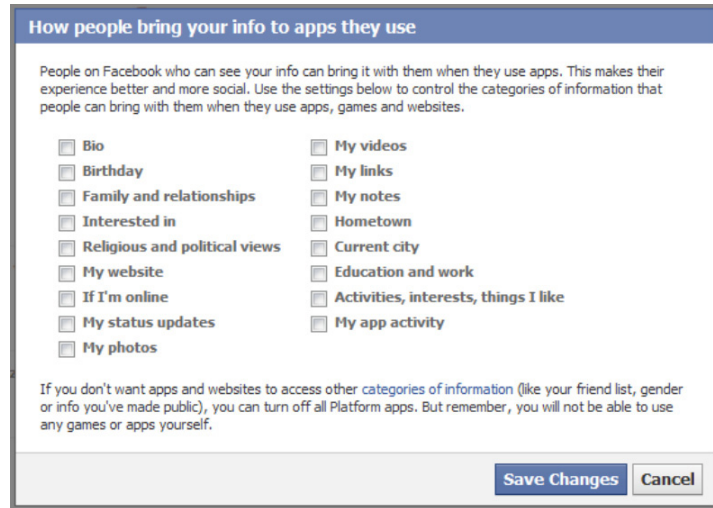 How people bring your info to apps they use
People on Facebook who can see your info can bring it with them when they use apps. This makes their
experience better and more social. Use the settings below to control the categories of information that
people can bring with them when they use apps, games and websites.
Bio
Birthday
Family and relationships
Interested in
Religious and political views
My website
If I'm online
My status updates
My photos
My videos
My links
My notes
Hometown
Current city
Education and work
Activities, interests, things I like
My app activity
If you don't want apps and websites to access other categories of information (like your friend list, gender
or info you've made public), you can turn off all Platform apps. But remember, you will not be able to use
any games or apps yourself.
Save Changes
Cancel